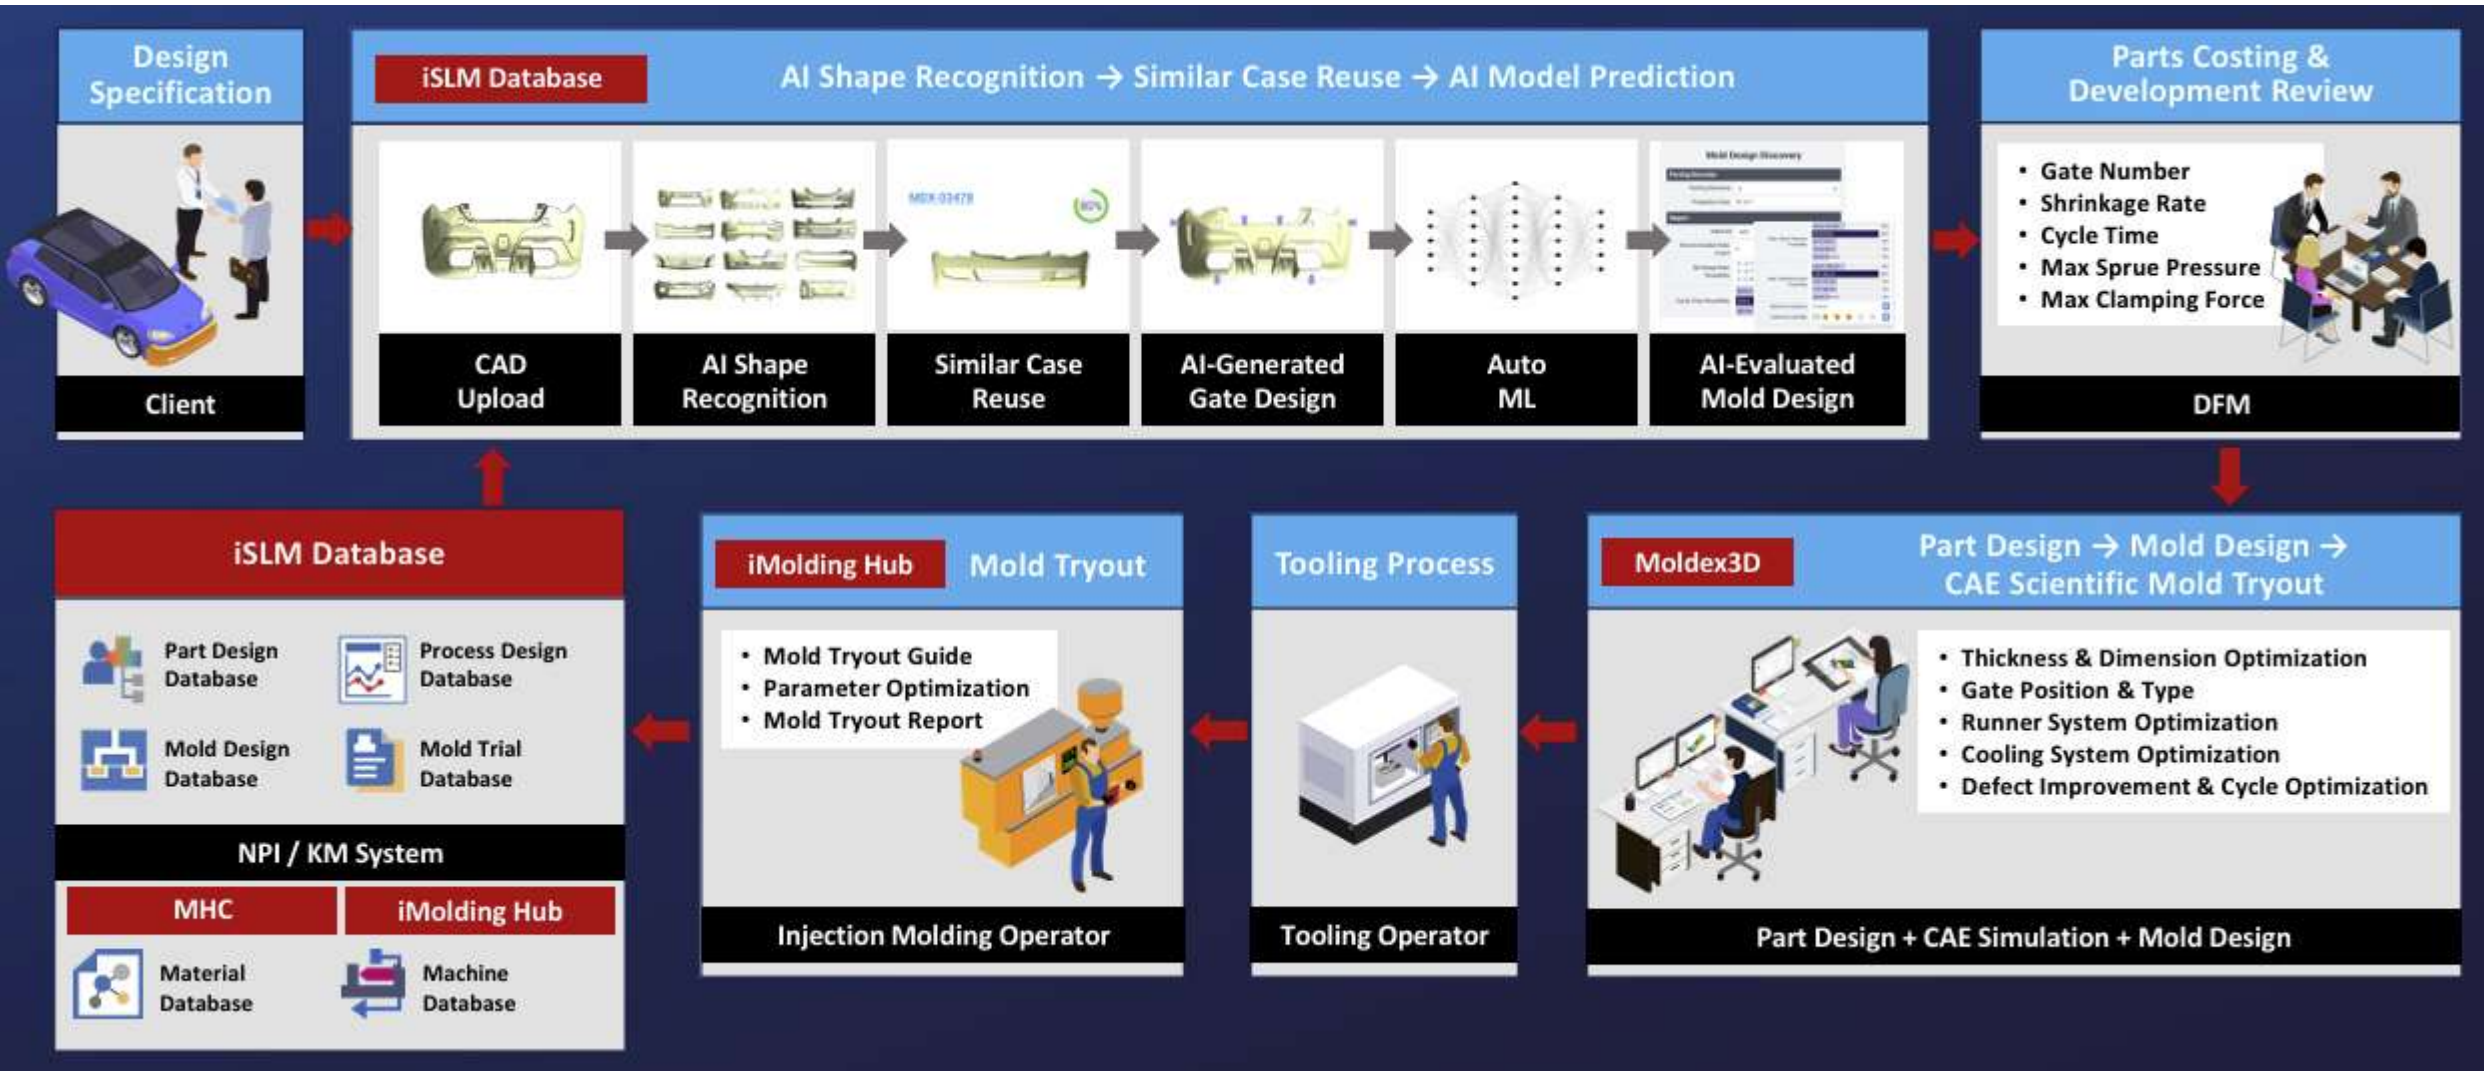 Design
Specification
Client
iSLM Database
AI Shape Recognition → Similar Case Reuse → AI Model Prediction
CAD
Upload
AI Shape
Recognition
MDX-03478
Similar Case
Reuse
AI-Generated
Gate Design
Auto
ML
Mold Design Discovery
AI-Evaluated
Mold Design
Parts Costing &
Development Review
• Gate Number
• Shrinkage Rate
• Cycle Time
• Max Sprue Pressure
• Max Clamping Force
DFM
iSLM Database
Part Design
Database
Process Design
Database
Mold Design
Database
Mold Trial
Database
NPI / KM System
MHC
iMolding Hub
Material
Database
Machine
Database
iMolding Hub
Mold Tryout
• Mold Tryout Guide
• Parameter Optimization
• Mold Tryout Report
Injection Molding Operator
Tooling Process
Tooling Operator
Moldex3D
Part Design → Mold Design →
CAE Scientific Mold Tryout
• Thickness & Dimension Optimization
• Gate Position & Type
• Runner System Optimization
• Cooling System Optimization
• Defect Improvement & Cycle Optimization
Part Design + CAE Simulation + Mold Design